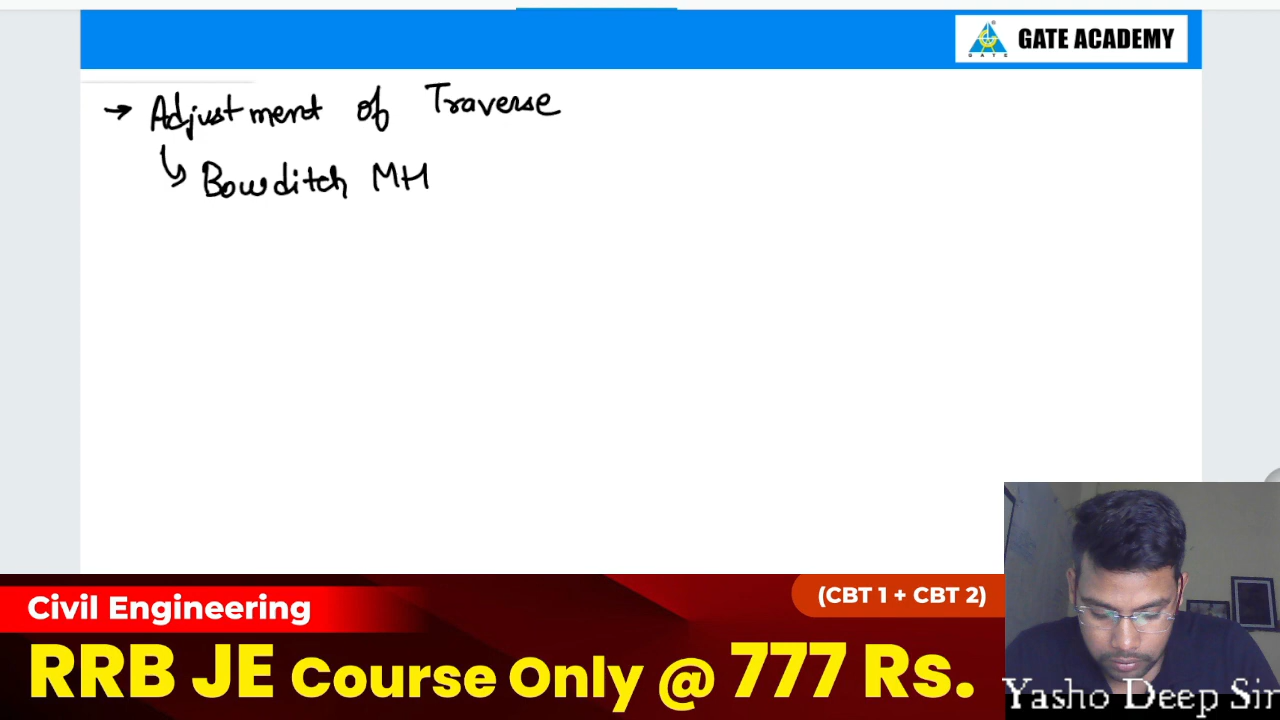 GATE ACADEMY
GATE
→ Adjustment of Traverse
↳ Bowditch MH
Civil Engineering
(CBT 1 + CBT 2)
RRB JE Course Only @ 777 Rs.
Yasho Deep Sir